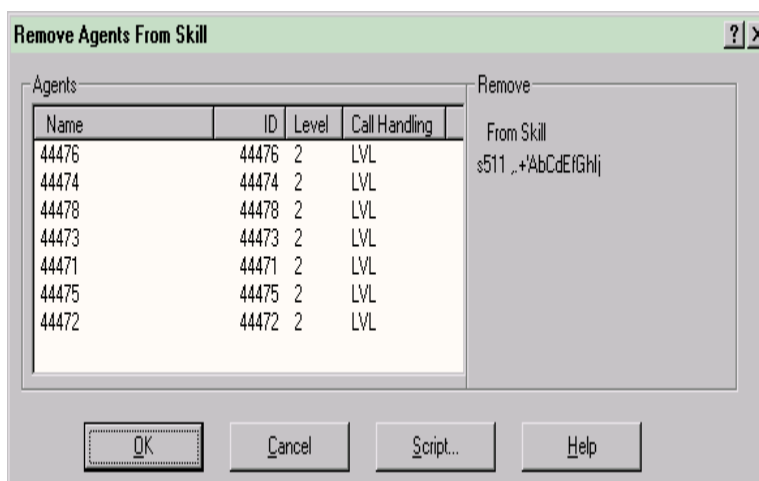 Remove Agents From Skill
Agents
Name ID Level Call Handling
44476 44476 2 LVL
44474 44474 2 LVL
44478 44478 2 LVL
44473 44473 2 LVL
44471 44471 2 LVL
44475 44475 2 LVL
44472 44472 2 LVL
Remove
From Skill
s511 ,.+'AbCdEfGhIj
OK Cancel Script... Help